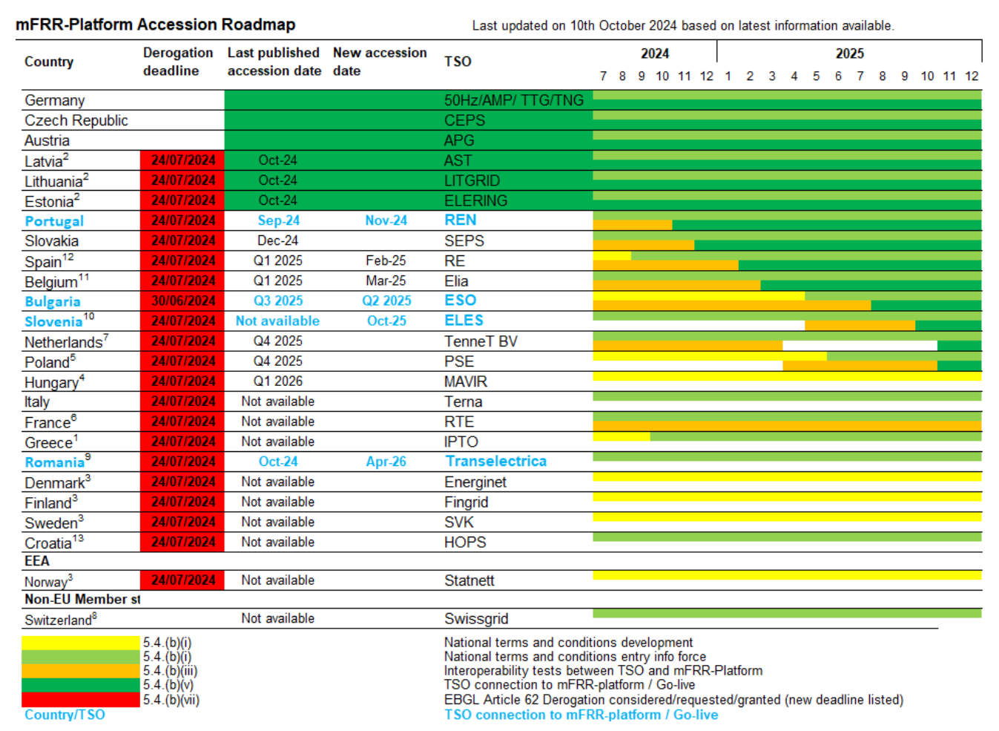 mFRR-Platform Accession Roadmap Last updated on 10th October 2024 based on latest information available.
Country Derogation deadline Last published accession date New accession date TSO 2024 2025
7 8 9 10 11 12 1 2 3 4 5 6 7 8 9 10 11 12
Germany 50Hz/AMP/ TTG/TNG
Czech Republic CEPS
Austria APG
Latvia2 24/07/2024 Oct-24 AST
Lithuania2 24/07/2024 Oct-24 LITGRID
Estonia2 24/07/2024 Oct-24 ELERING
Portugal 24/07/2024 Sep-24 Nov-24 REN
Slovakia 24/07/2024 Dec-24 SEPS
Spain12 24/07/2024 Q1 2025 Feb-25 RE
Belgium11 24/07/2024 Q1 2025 Mar-25 Elia
Bulgaria 30/06/2024 Q3 2025 Q2 2025 ESO
Slovenia10 24/07/2024 Not available Oct-25 ELES
Netherlands7 24/07/2024 Q4 2025 TenneT BV
Poland5 24/07/2024 Q4 2025 PSE
Hungary4 24/07/2024 Q1 2026 MAVIR
Italy 24/07/2024 Not available Terna
France6 24/07/2024 Not available RTE
Greece1 24/07/2024 Not available IPTO
Romania9 24/07/2024 Oct-24 Apr-26 Transelectrica
Denmark3 24/07/2024 Not available Energinet
Finland3 24/07/2024 Not available Fingrid
Sweden3 24/07/2024 Not available SVK
Croatia13 24/07/2024 Not available HOPS
EEA
Norway3 24/07/2024 Not available Statnett
Non-EU Member st
Switzerland8 Not available Swissgrid
5.4.(b)(i) National terms and conditions development
5.4.(b)(i) National terms and conditions entry info force
5.4.(b)(iii) Interoperability tests between TSO and mFRR-Platform
5.4.(b)(v) TSO connection to mFRR-platform / Go-live
5.4.(b)(vii) EBGL Article 62 Derogation considered/requested/granted (new deadline listed)
Country/TSO TSO connection to mFRR-platform / Go-live